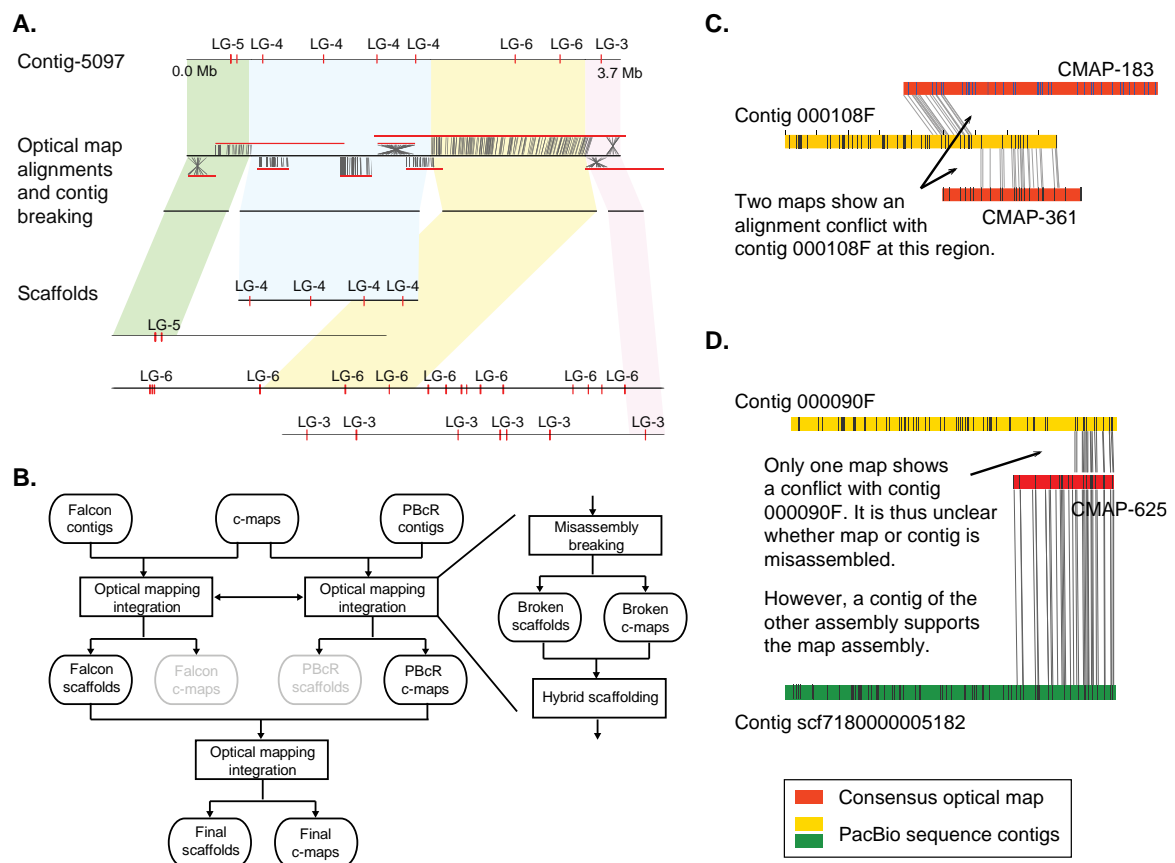 A.
LG-5 LG-4 LG-4 LG-4 LG-4 LG-6 LG-6 LG-3
Contig-5097
0.0 Mb 3.7 Mb
Optical map
alignments
and contig
breaking
Scaffolds
LG-4 LG-4 LG-4 LG-4
LG-5
LG-6 LG-6 LG-6 LG-6 LG-6 LG-6 LG-6 LG-6
LG-3 LG-3 LG-3 LG-3 LG-3 LG-3
B.
Falcon
contigs
c-maps
PBcR
contigs
Optical mapping
integration
Optical mapping
integration
Falcon
scaffolds
Falcon
c-maps
PBcR
scaffolds
PBcR
c-maps
Optical mapping
integration
Final
scaffolds
Final
c-maps
Misassembly
breaking
Broken
scaffolds
Broken
c-maps
Hybrid scaffolding
C.
CMAP-183
Contig 000108F
CMAP-361
Two maps show an
alignment conflict with
contig 000108F at this region.
D.
Contig 000090F
Only one map shows
a conflict with contig
000090F. It is thus unclear
whether map or contig is
misassembled.
CMAP-625
However, a contig of the
other assembly supports
the map assembly.
Contig scf7180000005182
Consensus optical map
PacBio sequence contigs